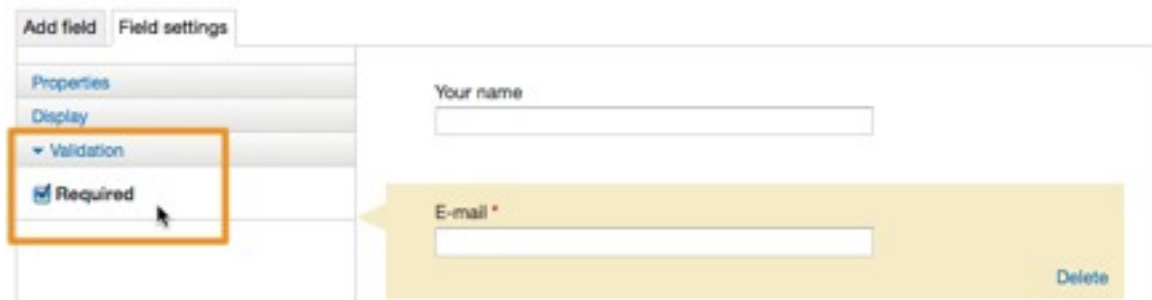 Add field Field settings
Properties
Display
Validation
Required
Your name
E-mail *
Delete